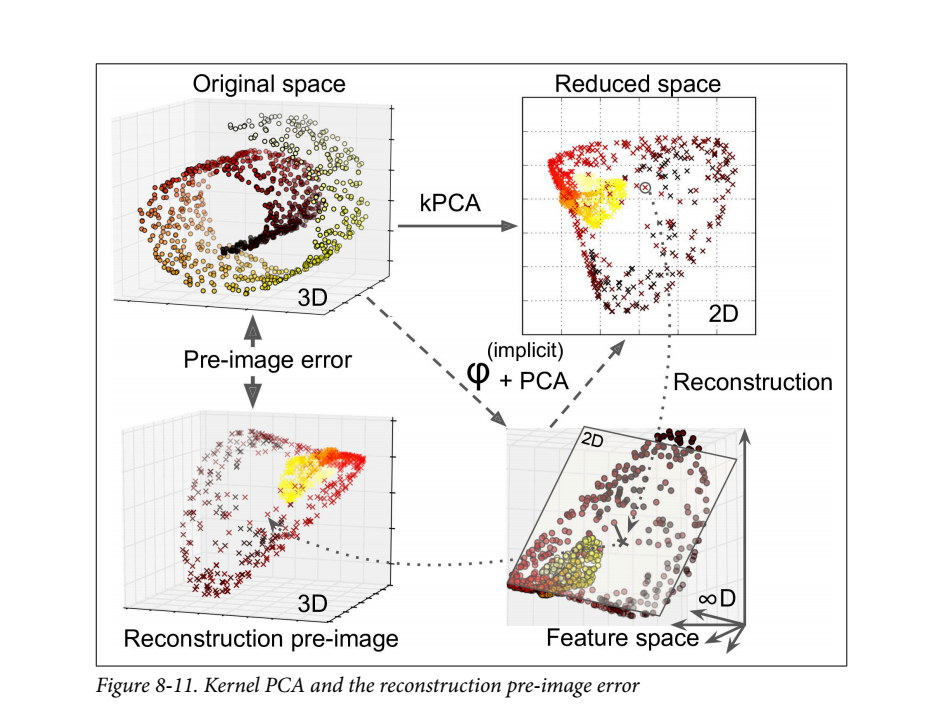 Original space
Reduced space
kPCA
3D
2D
Pre-image error
(implicit)
φ + PCA
Reconstruction
2D
3D
∞D
Reconstruction pre-image
Feature space
Figure 8-11. Kernel PCA and the reconstruction pre-image error